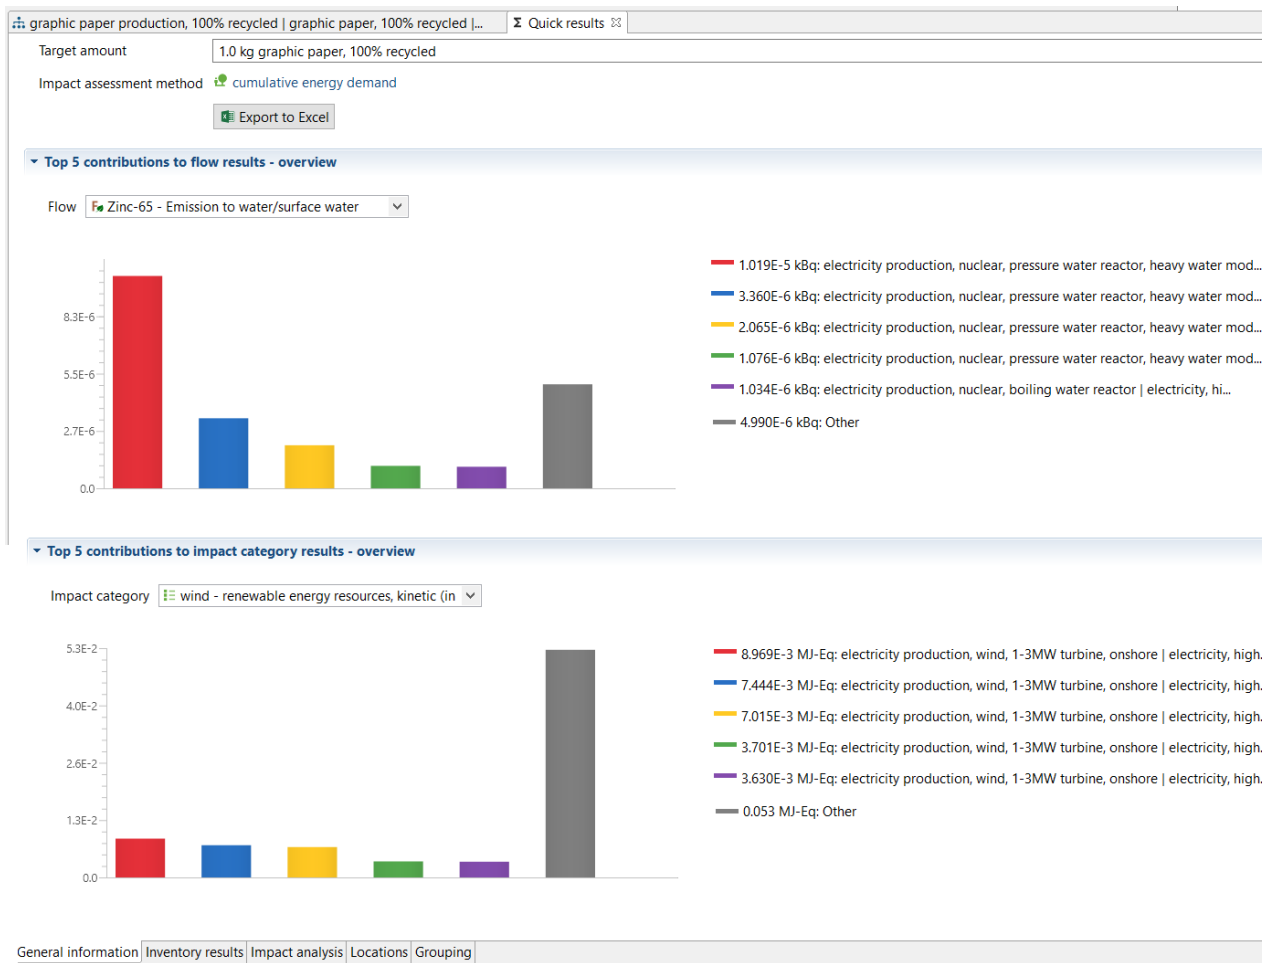 graphic paper production, 100% recycled | graphic paper, 100% recycled |...
Σ Quick results
Target amount
1.0 kg graphic paper, 100% recycled
Impact assessment method
cumulative energy demand
Export to Excel
Top 5 contributions to flow results - overview
Flow
Zinc-65 - Emission to water/surface water
8.3E-6
5.5E-6
2.7E-6
0.0
1.019E-5 kBq: electricity production, nuclear, pressure water reactor, heavy water mod...
3.360E-6 kBq: electricity production, nuclear, pressure water reactor, heavy water mod...
2.065E-6 kBq: electricity production, nuclear, pressure water reactor, heavy water mod...
1.076E-6 kBq: electricity production, nuclear, pressure water reactor, heavy water mod...
1.034E-6 kBq: electricity production, nuclear, boiling water reactor | electricity, hi...
4.990E-6 kBq: Other
Top 5 contributions to impact category results - overview
Impact category
wind - renewable energy resources, kinetic (in
5.3E-2
4.0E-2
2.6E-2
1.3E-2
0.0
8.969E-3 MJ-Eq: electricity production, wind, 1-3MW turbine, onshore | electricity, high.
7.444E-3 MJ-Eq: electricity production, wind, 1-3MW turbine, onshore | electricity, high.
7.015E-3 MJ-Eq: electricity production, wind, 1-3MW turbine, onshore | electricity, high.
3.701E-3 MJ-Eq: electricity production, wind, 1-3MW turbine, onshore | electricity, high.
3.630E-3 MJ-Eq: electricity production, wind, 1-3MW turbine, onshore | electricity, high.
0.053 MJ-Eq: Other
General information
Inventory results
Impact analysis
Locations
Grouping